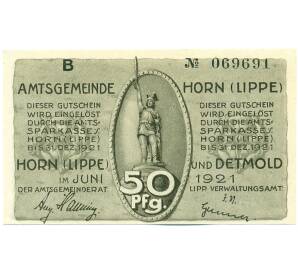 B
№ 069691
AMTSGEMEINDE HORN (LIPPE)
DIESER GUTSCHEIN
WIRD EINGELÖST
DURCH DIE AMTS-
SPARKASSES
HORN (LIPPE)
BIS 31.DEZ.1921
DIESER GUTSCHEIN
WIRD EINGELÖST
DURCH DIE AMTS-
SPARKASSES
HORN (LIPPE)
BIS 31.DEZ.1921
HORN (LIPPE) UND DETMOLD
IM JUNI 1921
DER AMTSGEMEINDERAT: LIPP. VERWALTUNGSAMT:
50
Pfg.